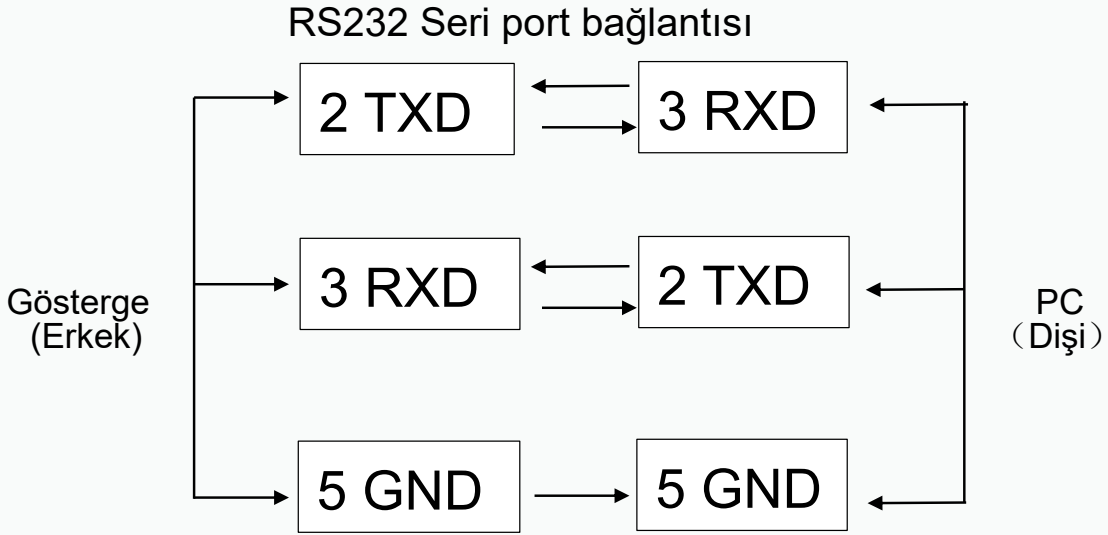 RS232 Seri port bağlantısı
2 TXD
3 RXD
3 RXD
2 TXD
Gösterge
(Erkek)
PC
（Dişi）
5 GND
5 GND